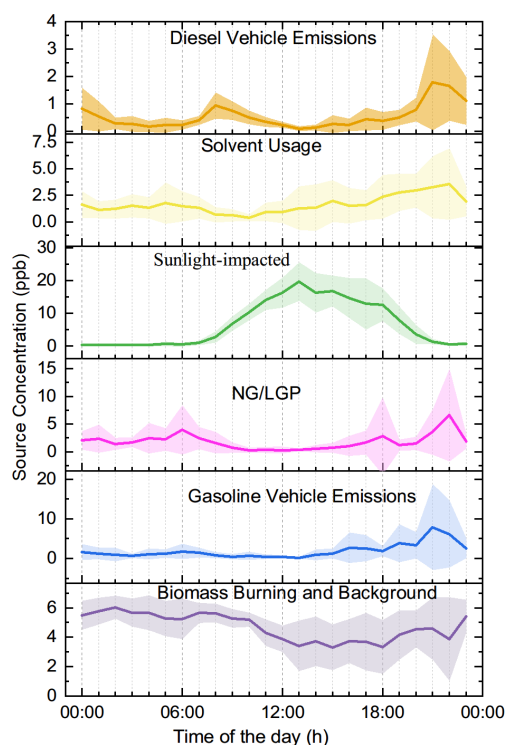 Source Concentration (ppb)
Diesel Vehicle Emissions
4
3
2
1
0
Solvent Usage
7.5
5.0
2.5
0.0
Sunlight-impacted
30
20
10
0
NG/LGP
15
10
5
0
Gasoline Vehicle Emissions
20
10
0
Biomass Burning and Background
6
4
2
0
00:00 06:00 12:00 18:00 00:00
Time of the day (h)